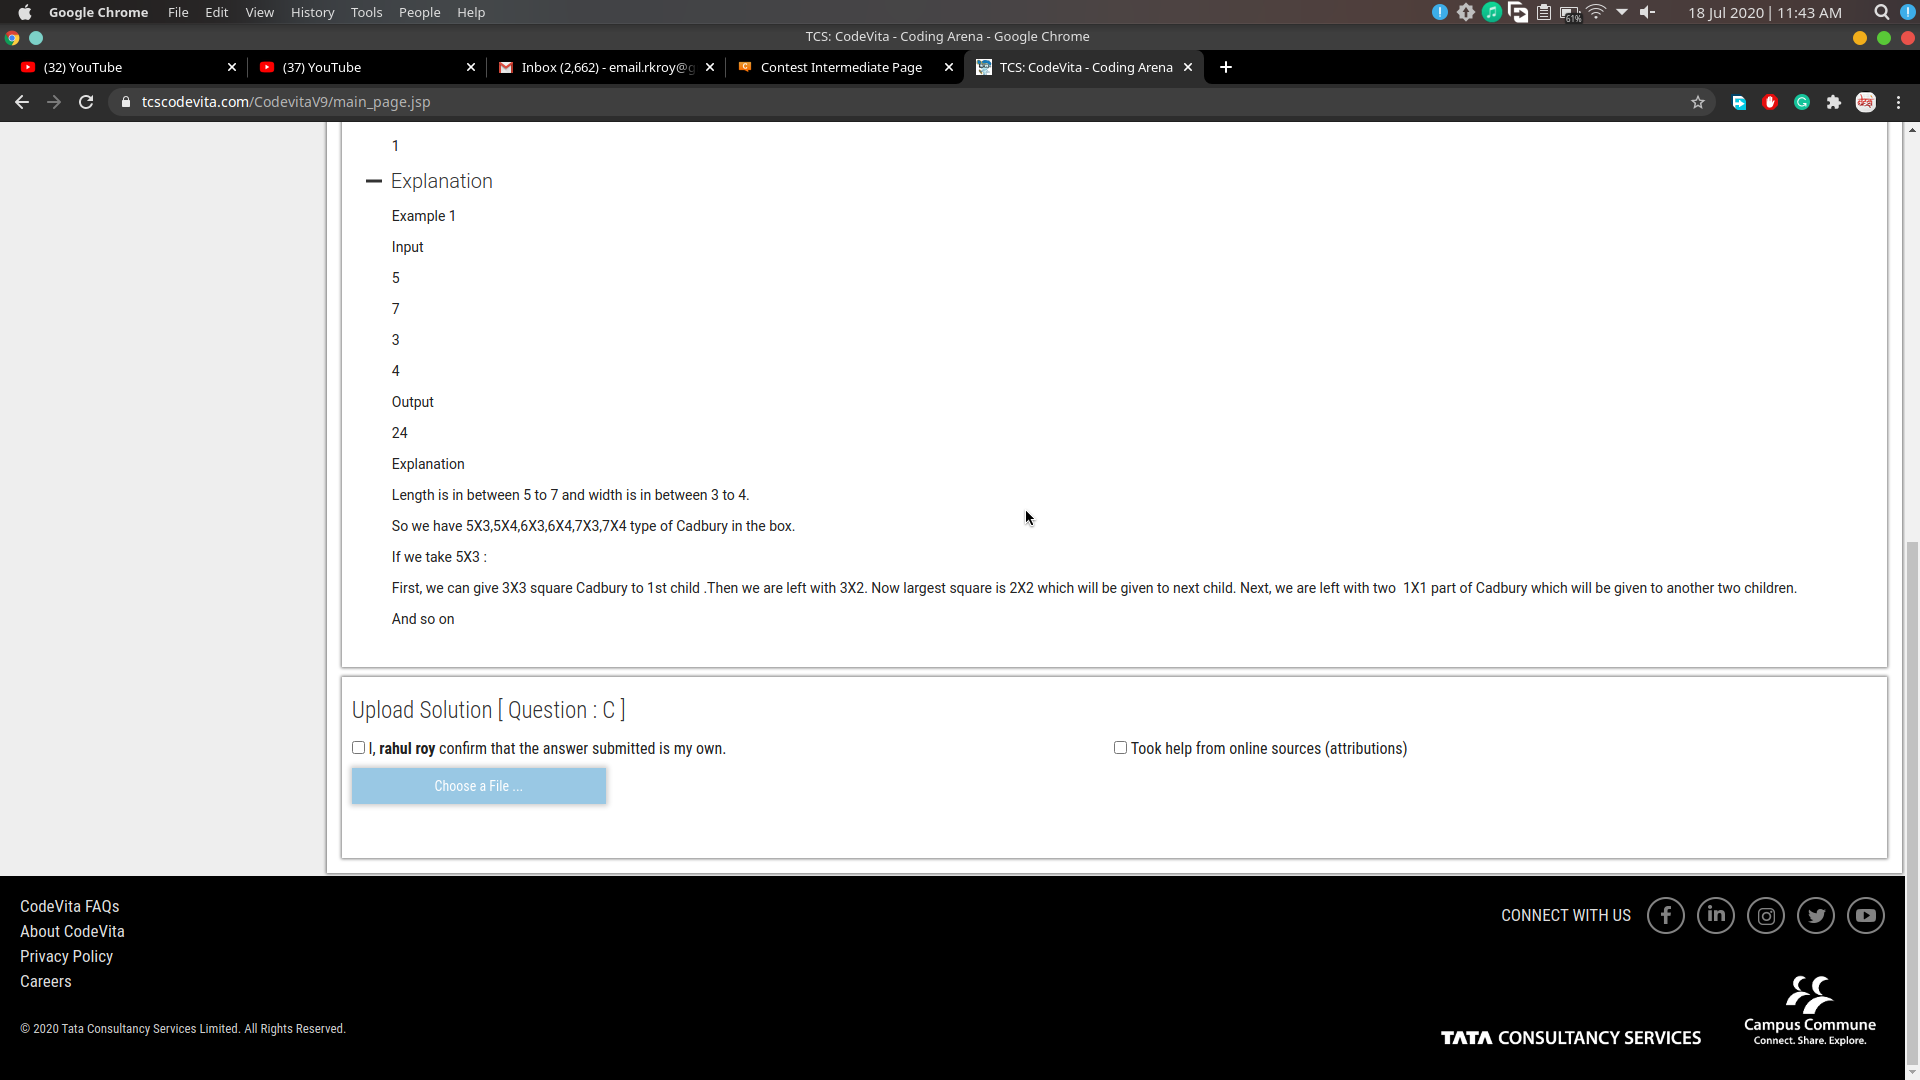 Google Chrome File Edit View History Tools People Help 61% 18 Jul 2020 | 11:43 AM
TCS: CodeVita - Coding Arena - Google Chrome
(32) YouTube (37) YouTube Inbox (2,662) - email.rkroy@g Contest Intermediate Page TCS: CodeVita - Coding Arena
tcscodevita.com/CodevitaV9/main_page.jsp
1
Explanation
Example 1
Input
5
7
3
4
Output
24
Explanation
Length is in between 5 to 7 and width is in between 3 to 4.
So we have 5X3,5X4,6X3,6X4,7X3,7X4 type of Cadbury in the box.
If we take 5X3 :
First, we can give 3X3 square Cadbury to 1st child .Then we are left with 3X2. Now largest square is 2X2 which will be given to next child. Next, we are left with two 1X1 part of Cadbury which will be given to another two children.
And so on
Upload Solution [ Question : C ]
I, rahul roy confirm that the answer submitted is my own. Took help from online sources (attributions)
Choose a File ...
CodeVita FAQs
About CodeVita
Privacy Policy
Careers
© 2020 Tata Consultancy Services Limited. All Rights Reserved.
CONNECT WITH US
TATA CONSULTANCY SERVICES
Campus Commune
Connect. Share. Explore.